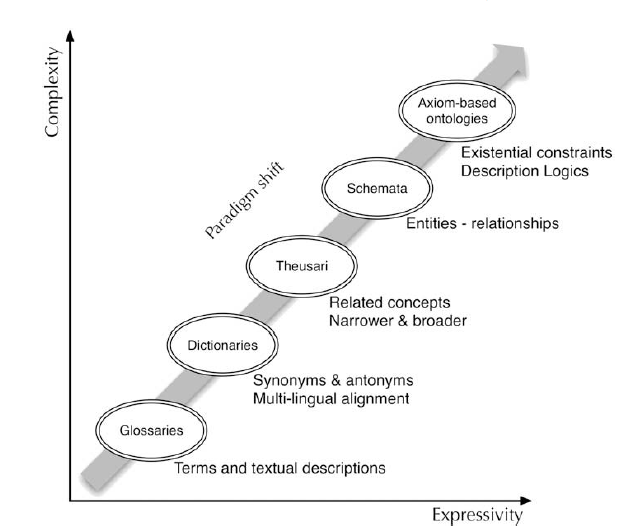 Complexity
Axiom-based
ontologies
Existential constraints
Description Logics
Paradigm shift
Schemata
Entities - relationships
Theusari
Related concepts
Narrower & broader
Dictionaries
Synonyms & antonyms
Multi-lingual alignment
Glossaries
Terms and textual descriptions
Expressivity